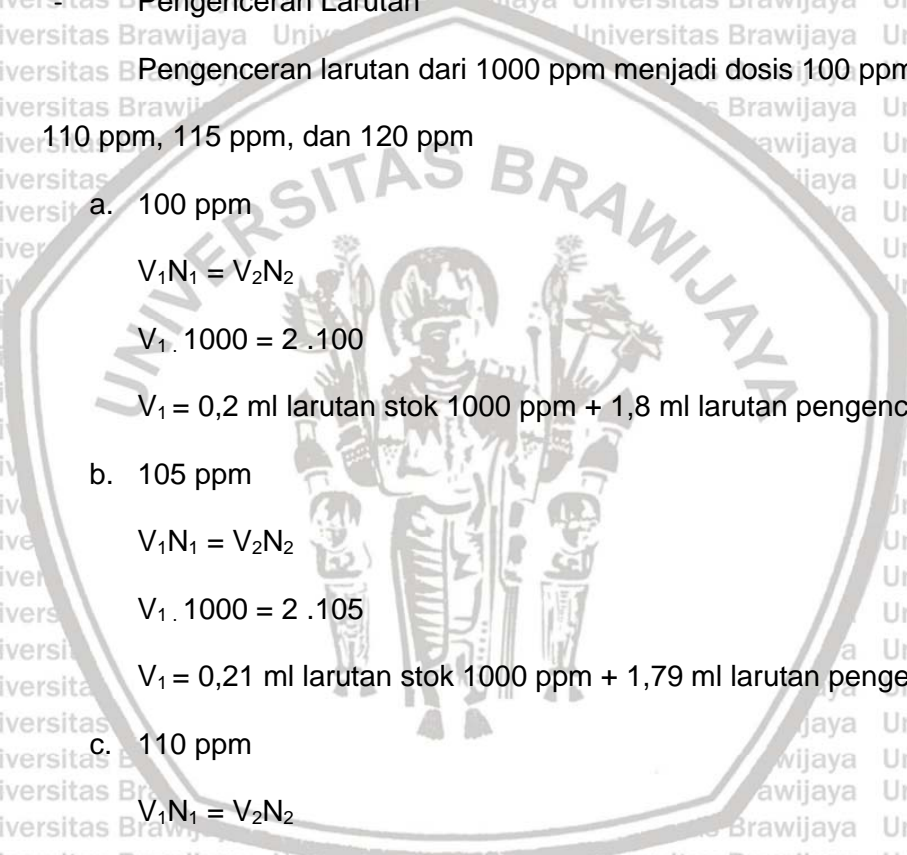 - Pengenceran Larutan
Pengenceran larutan dari 1000 ppm menjadi dosis 100 ppm
110 ppm, 115 ppm, dan 120 ppm
a. 100 ppm
V₁N₁ = V₂N₂
V₁ . 1000 = 2 .100
V₁ = 0,2 ml larutan stok 1000 ppm + 1,8 ml larutan pengenc
b. 105 ppm
V₁N₁ = V₂N₂
V₁ . 1000 = 2 .105
V₁ = 0,21 ml larutan stok 1000 ppm + 1,79 ml larutan penge
c. 110 ppm
V₁N₁ = V₂N₂
UNIVERSITAS BRAWIJAYA